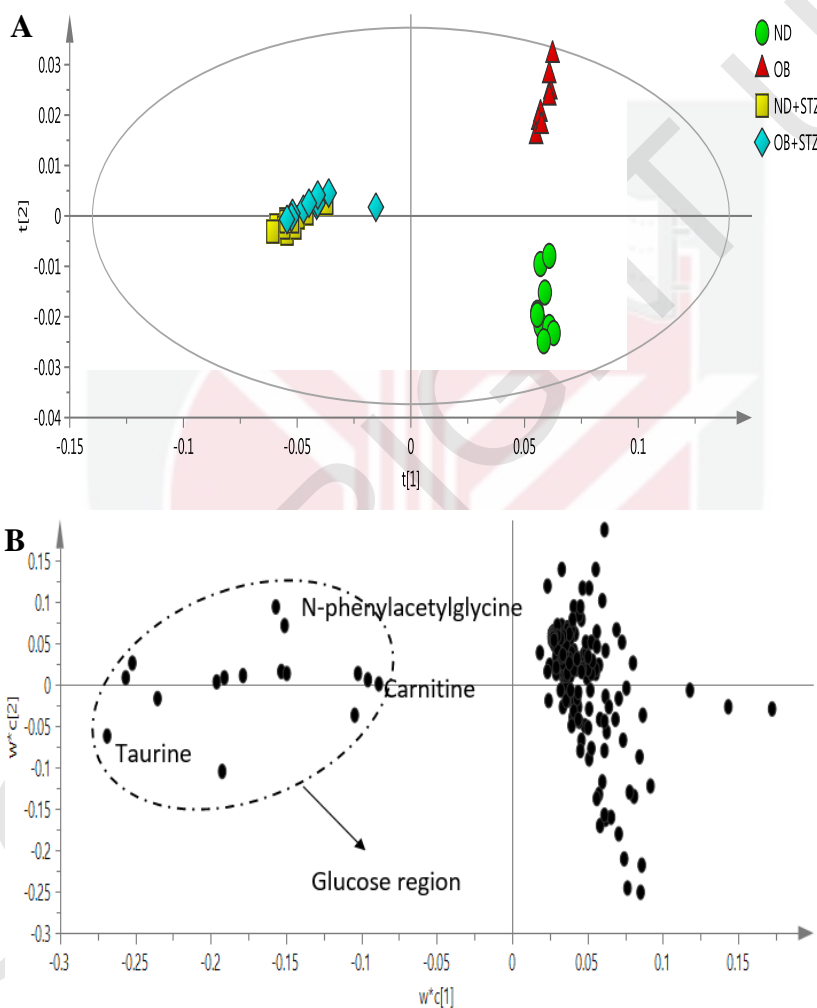 A
ND
OB
ND+STZ
OB+STZ
t[2]
0.03
0.02
0.01
0
-0.01
-0.02
-0.03
-0.04
-0.15
-0.1
-0.05
0
0.05
0.1
t[1]
B
w*c[2]
0.15
0.1
0.05
0
-0.05
-0.1
-0.15
-0.2
-0.25
-0.3
N-phenylacetylglycine
Carnitine
Taurine
Glucose region
-0.3
-0.25
-0.2
-0.15
-0.1
-0.05
0
0.05
0.1
0.15
w*c[1]